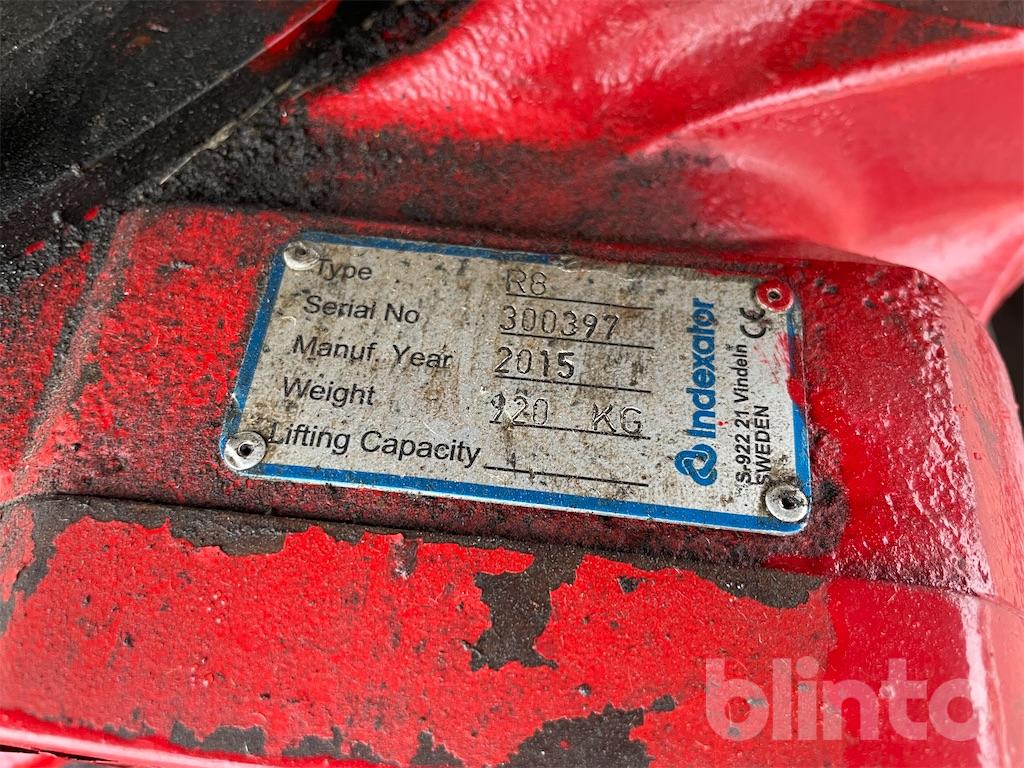 Type R8
Serial No 300397
Manuf. Year 2015
Weight 120 KG
Lifting Capacity
Indexator
S-922 21 Vindeln
SWEDEN
CE
blinto